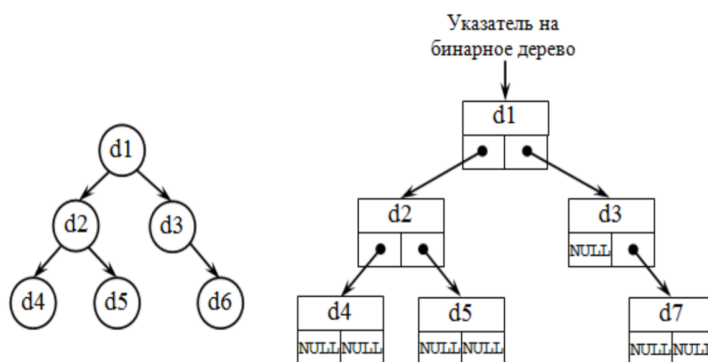 Указатель на
бинарное дерево
d1
d2
d3
d4
d5
d6
d1
d2
d3
NULL
d4
d5
d7
NULL NULL
NULL NULL
NULL NULL